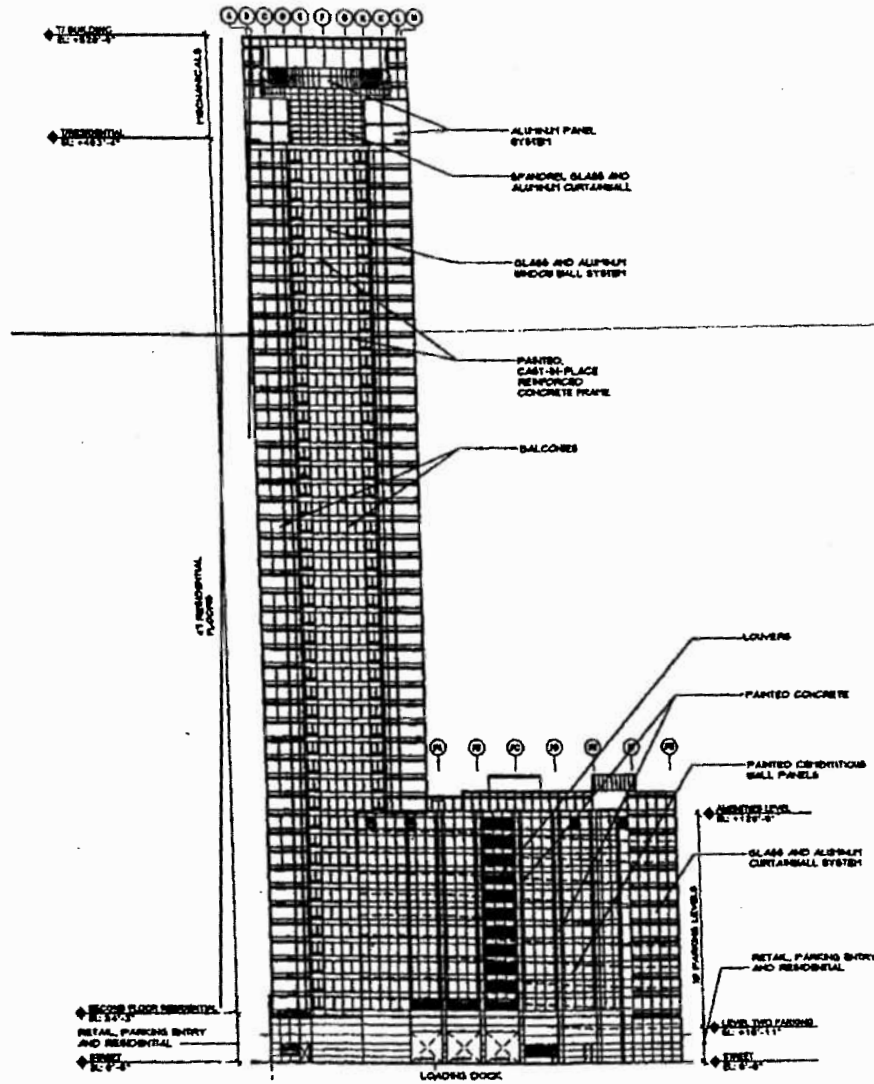 T/ BUILDING
MECHANICALS
T/RESIDENTIAL
ALUMINUM PANEL
SYSTEM
SPANDREL GLASS AND
ALUMINUM CURTAINWALL
GLASS AND ALUMINUM
WINDOW WALL SYSTEM
PAINTED,
CAST-IN-PLACE
REINFORCED
CONCRETE FRAME
BALCONIES
47 RESIDENTIAL
FLOORS
LOUVERS
PAINTED CONCRETE
PAINTED CEMENTITIOUS
WALL PANELS
AMENITIES LEVEL
GLASS AND ALUMINUM
CURTAINWALL SYSTEM
10 PARKING LEVELS
RETAIL, PARKING ENTRY
AND RESIDENTIAL
SECOND FLOOR RESIDENTIAL
RETAIL, PARKING ENTRY
AND RESIDENTIAL
LEVEL TWO PARKING
STREET
STREET
LOADING DOCK